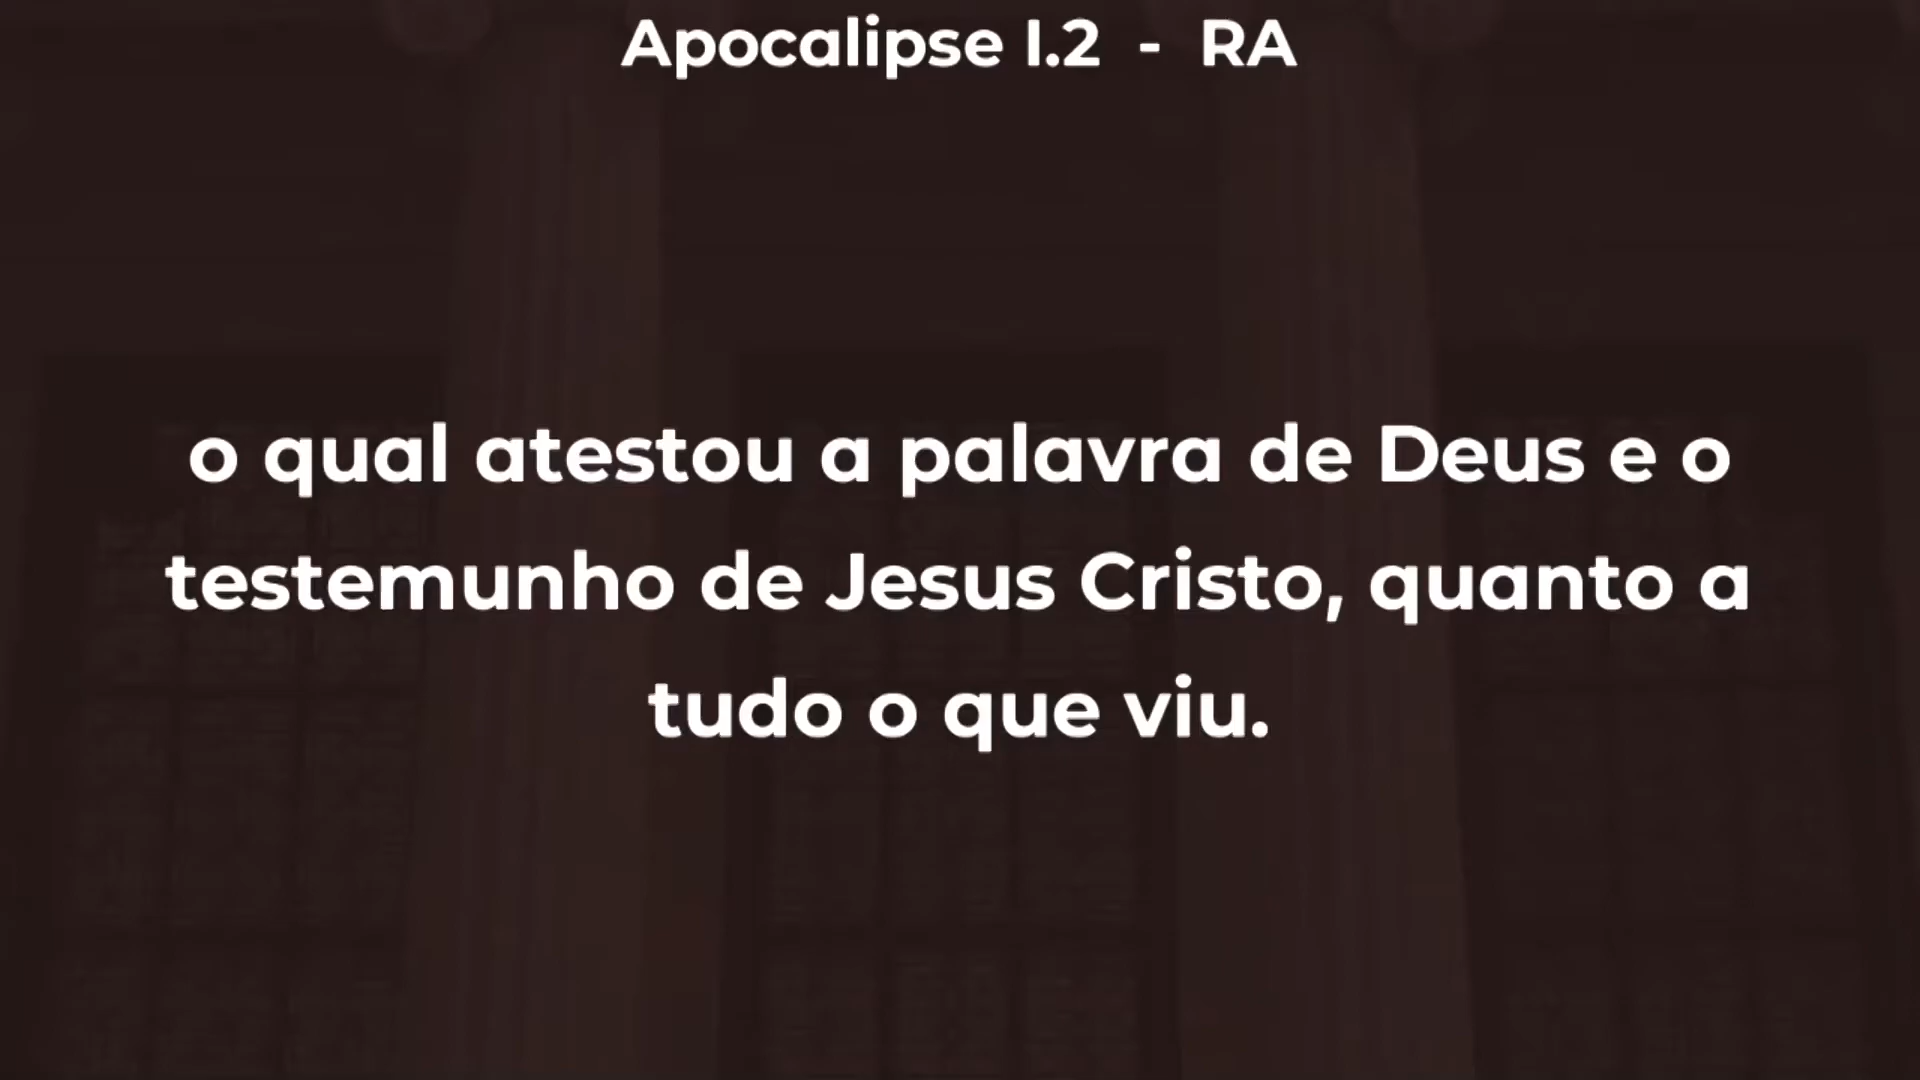 Apocalipse I.2 - RA
o qual atestou a palavra de Deus e o
testemunho de Jesus Cristo, quanto a
tudo o que viu.